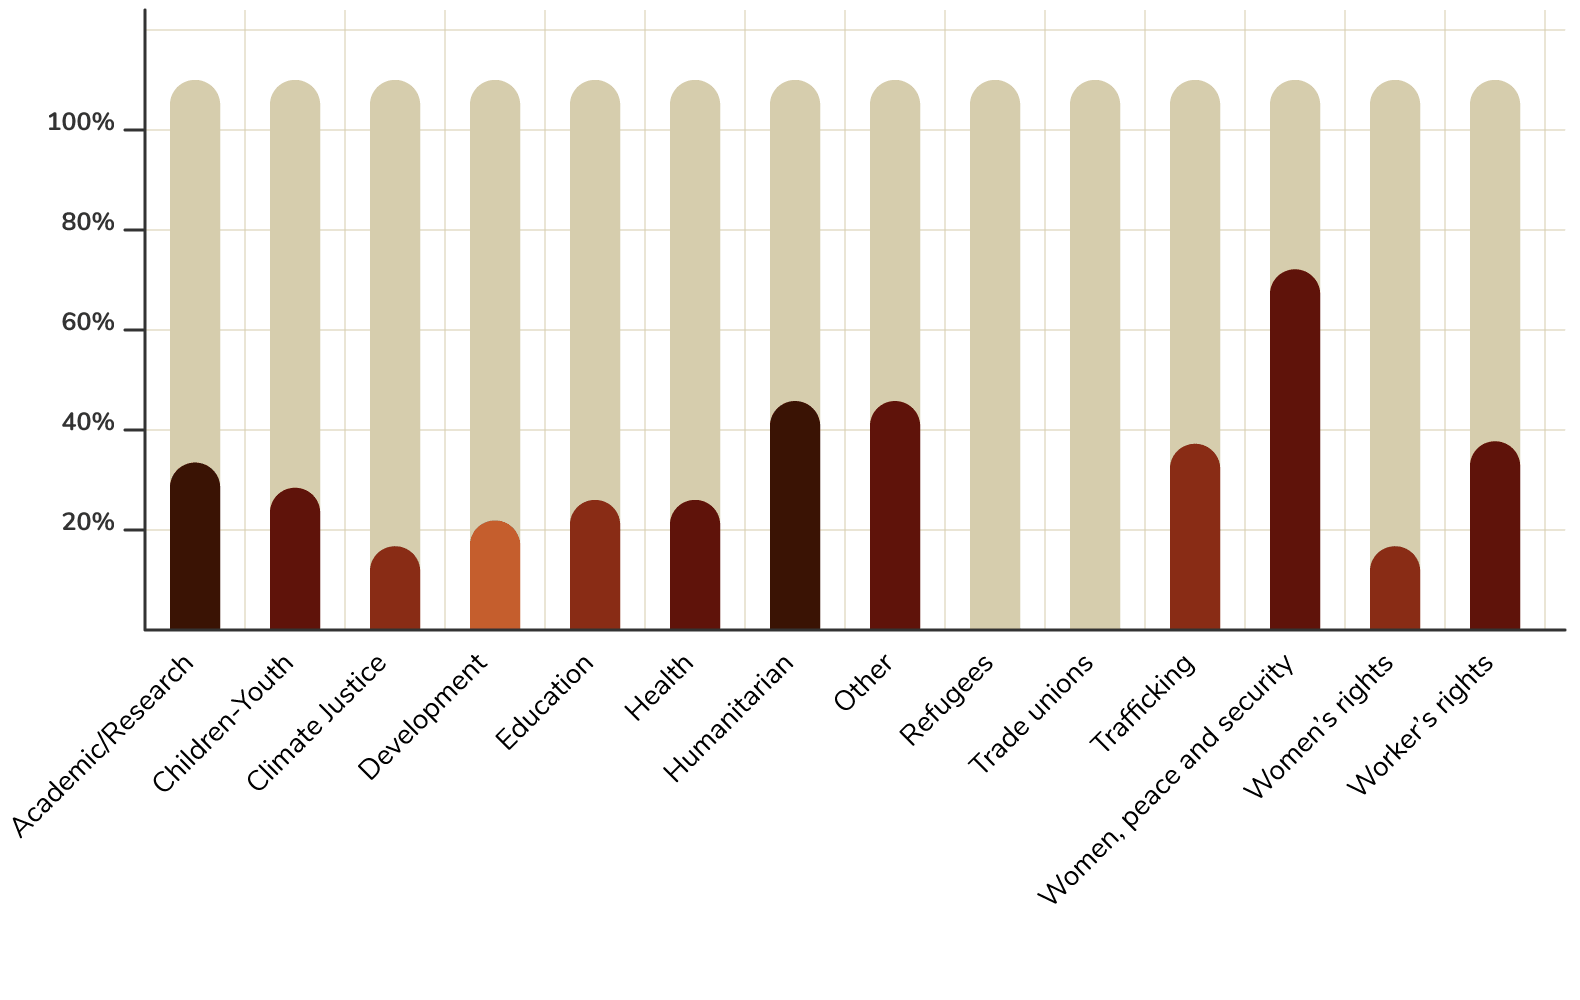 100%
80%
60%
40%
20%
Academic/Research
Children-Youth
Climate Justice
Development
Education
Health
Humanitarian
Other
Refugees
Trade unions
Trafficking
Women, peace and security
Women's rights
Worker's rights